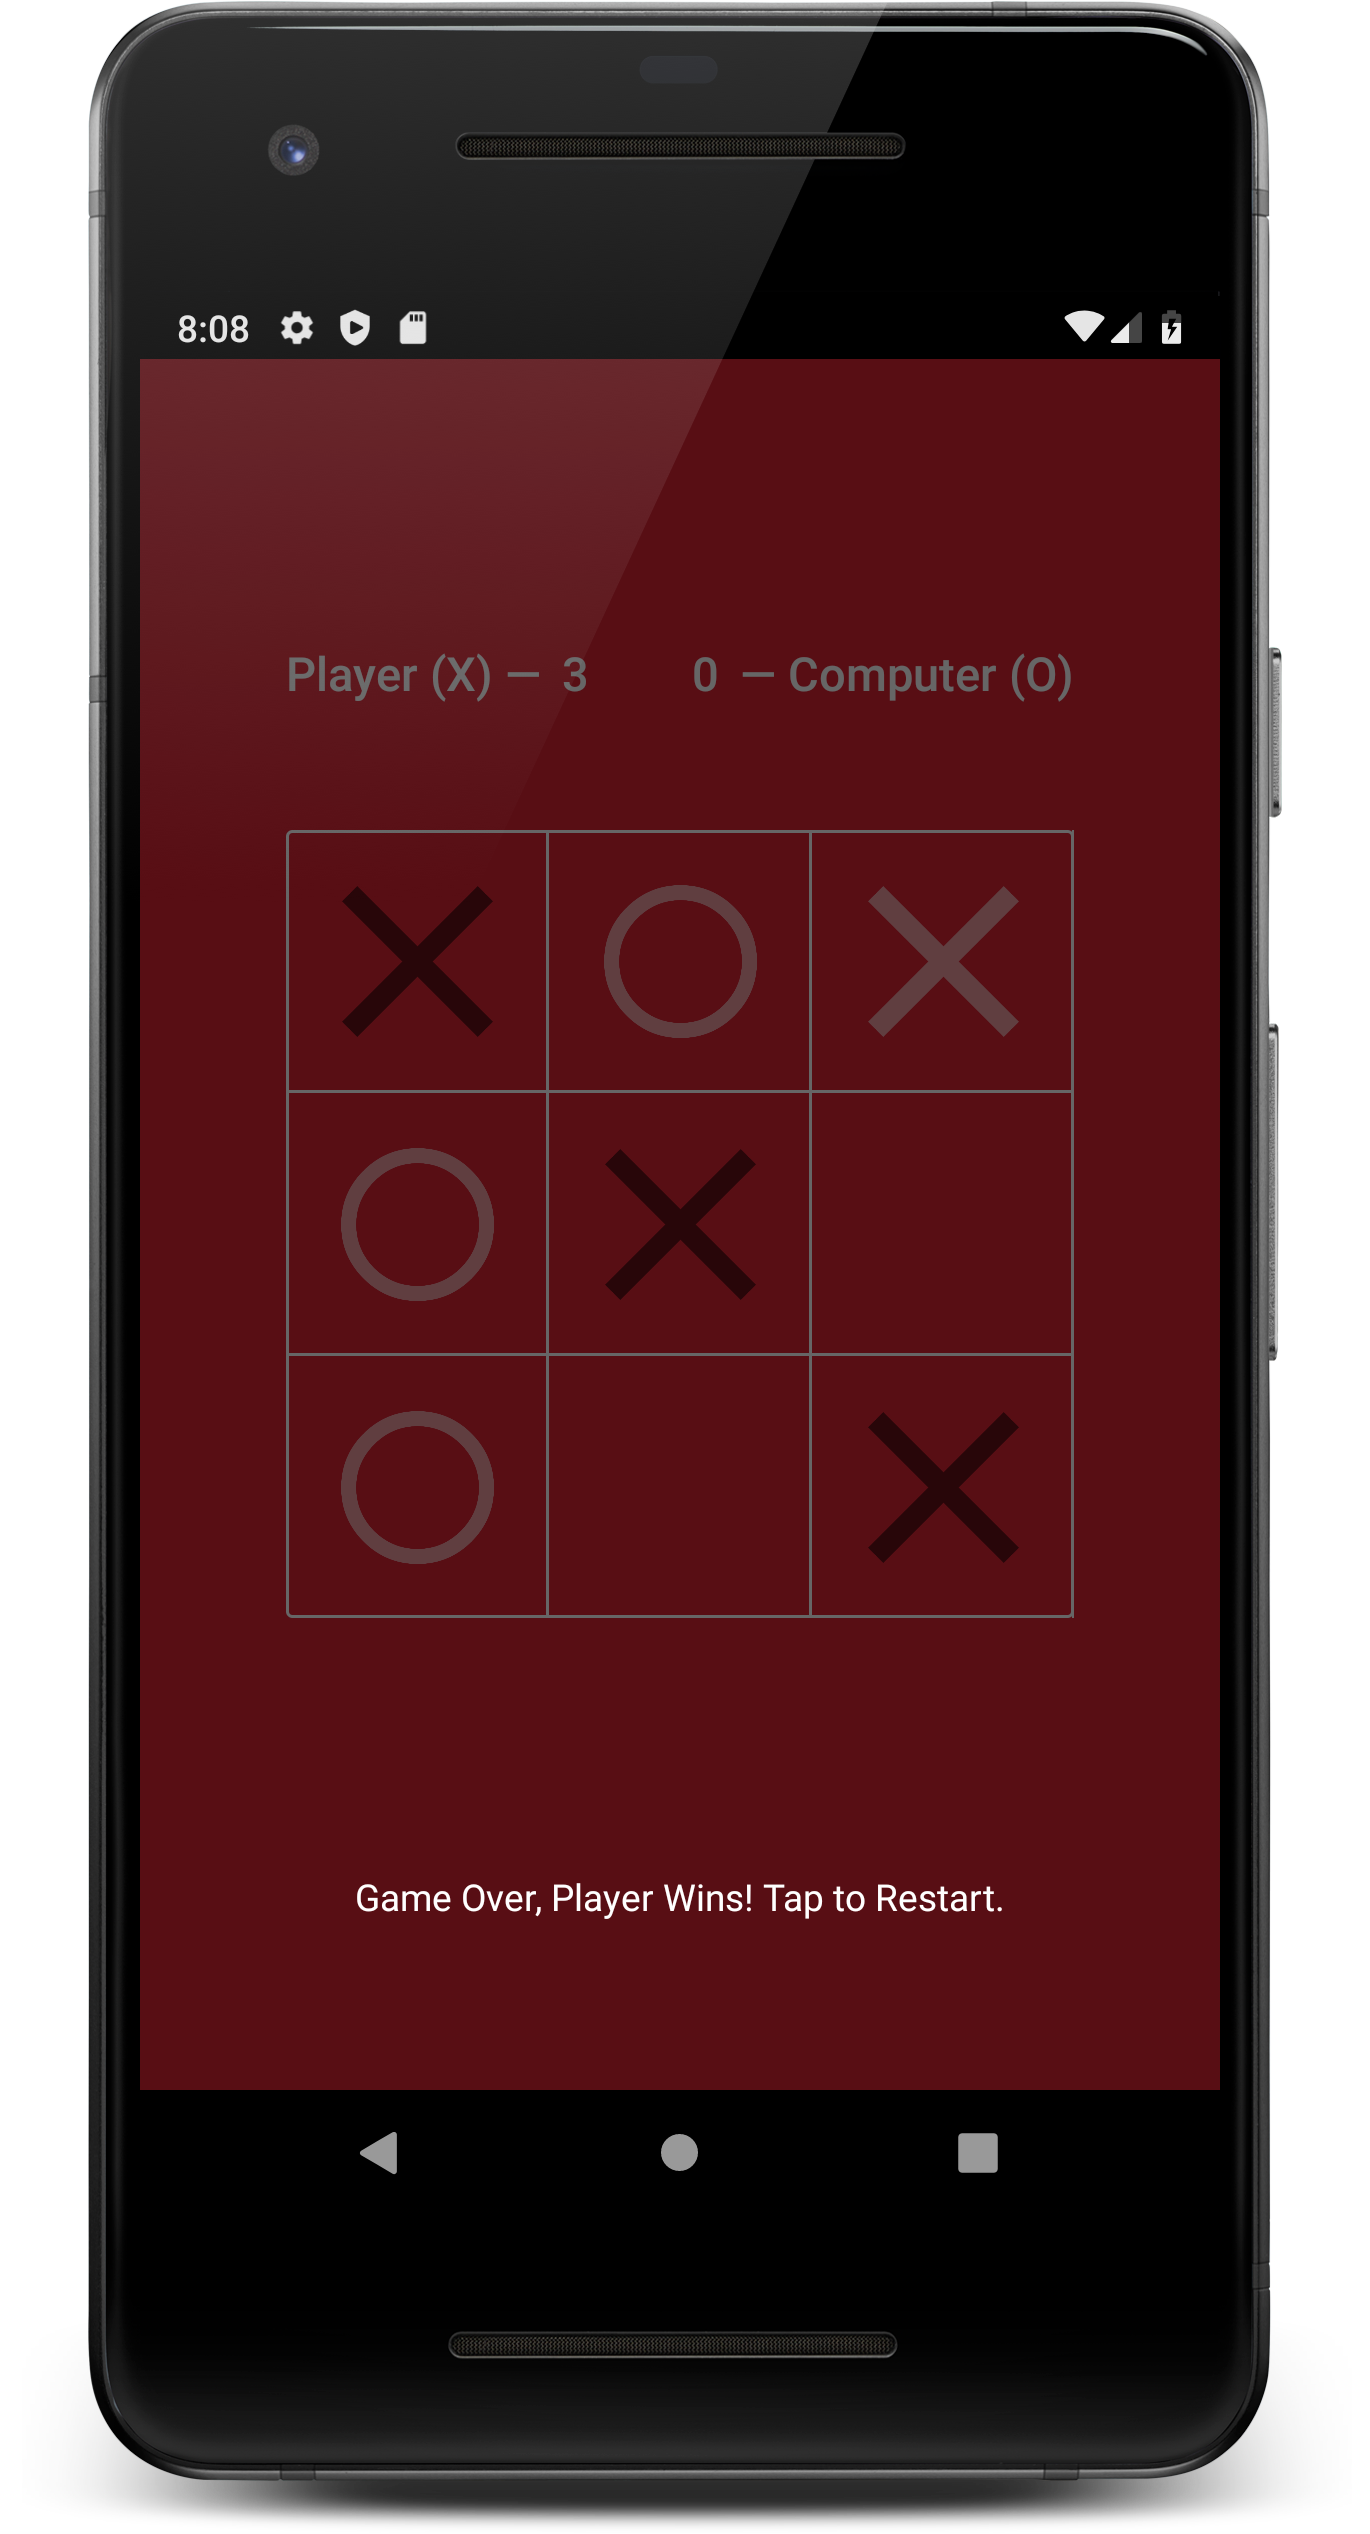 8:08
Player (X) — 3 0 — Computer (O)
Game Over, Player Wins! Tap to Restart.